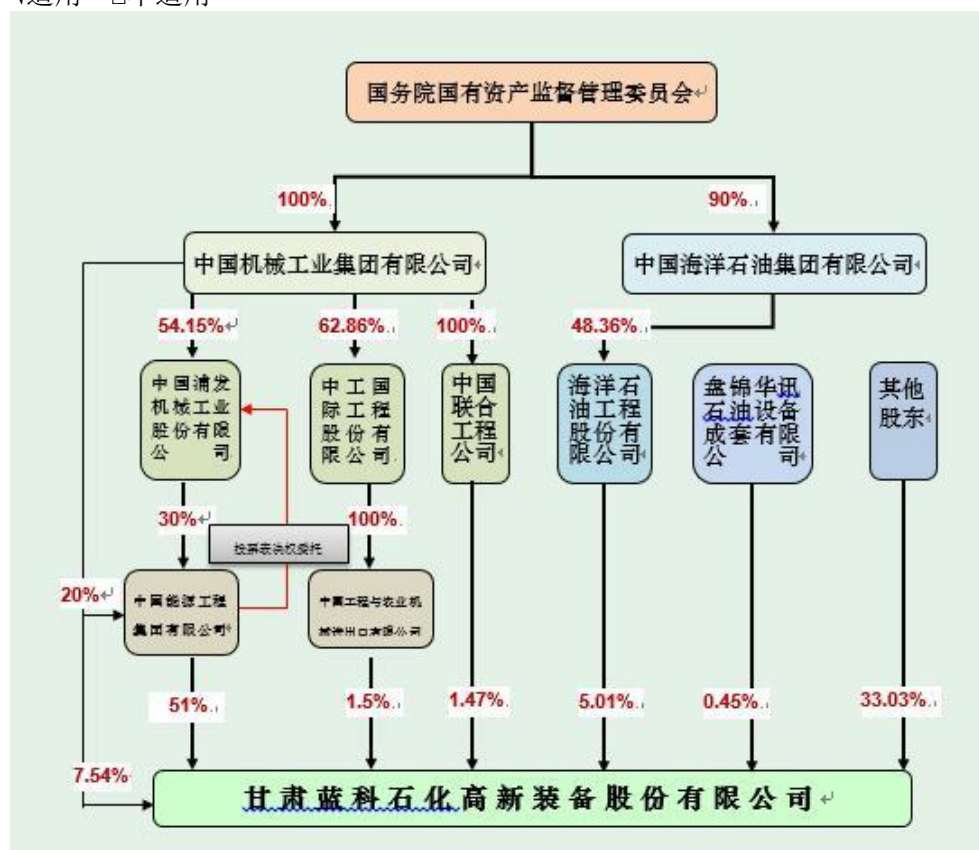 国务院国有资产监督管理委员会
100%
90%
中国机械工业集团有限公司
中国海洋石油集团有限公司
54.15%
62.86%
100%
48.36%
中国浦发
机械工业
股份有限
公司
中工国
际工程
股份有
限公司
中国
联合
工程
公司
海洋石
油工程
股份有
限公司
盘锦华讯
石油设备
成套有限
公司
其他
股东
30%
100%
投票表决权委托
20%
中国能源工程
集团有限公司
中国工程与农业机
械进出口有限公司
51%
1.5%
1.47%
5.01%
0.45%
33.03%
7.54%
甘肃蓝科石化高新装备股份有限公司